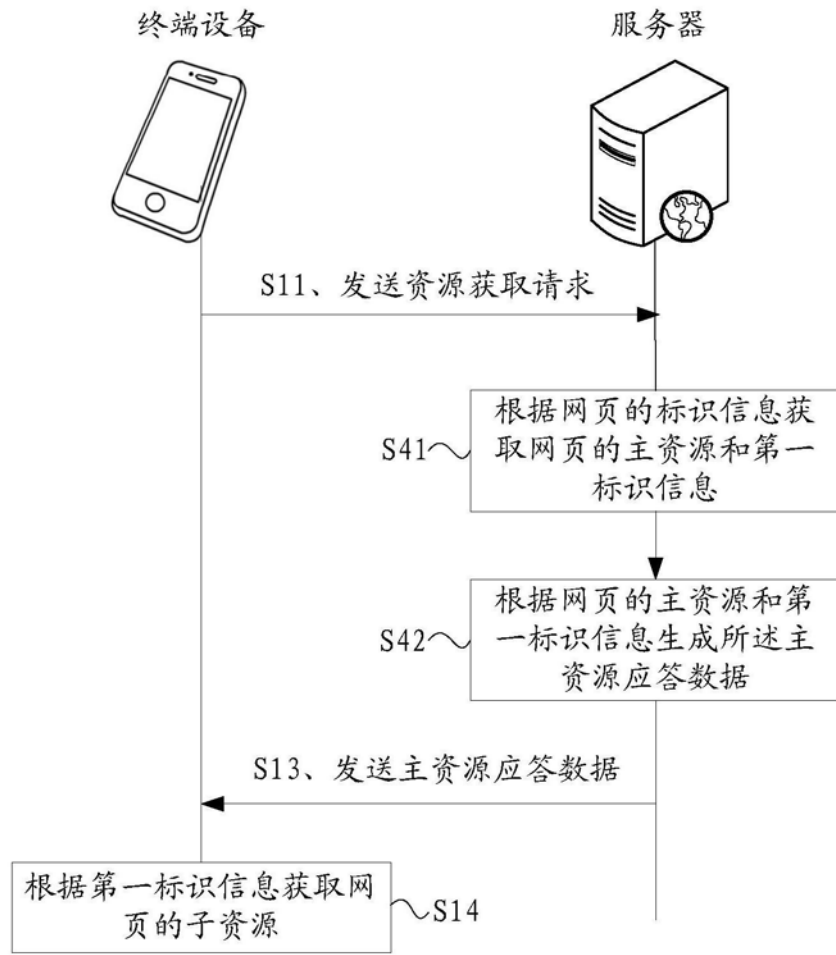 终端设备
服务器
S11、发送资源获取请求
根据网页的标识信息获
取网页的主资源和第一
标识信息
S41
根据网页的主资源和第
一标识信息生成所述主
资源应答数据
S42
S13、发送主资源应答数据
根据第一标识信息获取网
页的子资源
S14